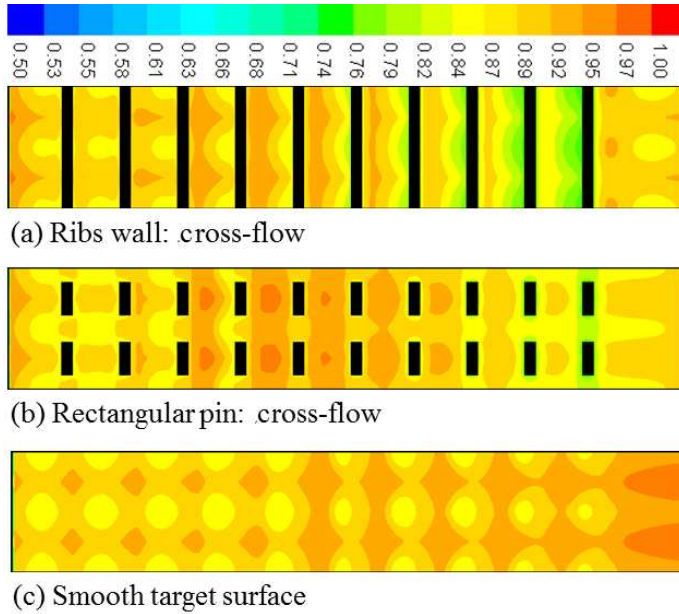 0.50 0.53 0.55 0.58 0.61 0.63 0.66 0.68 0.71 0.74 0.76 0.79 0.82 0.84 0.87 0.89 0.92 0.95 0.97 1.00
(a) Ribs wall: .cross-flow
(b) Rectangular pin: .cross-flow
(c) Smooth target surface